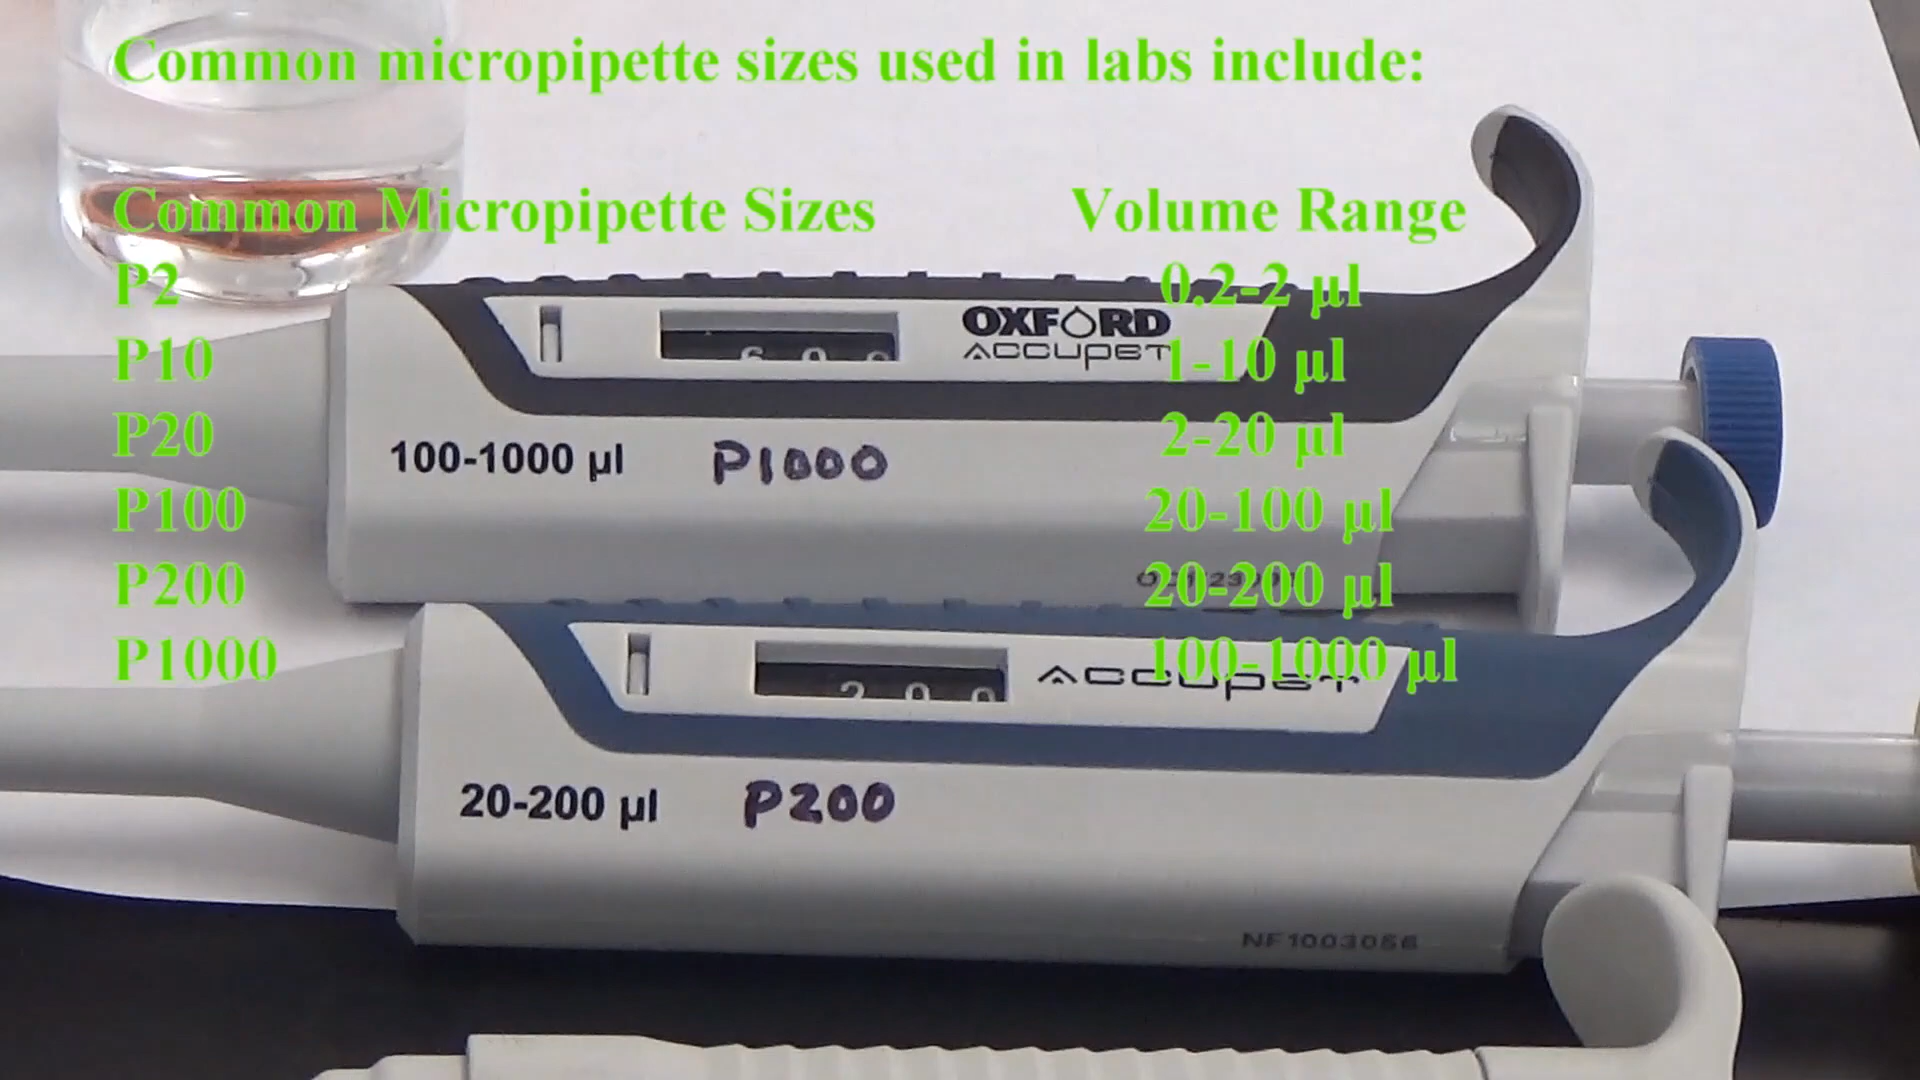 Common micropipette sizes used in labs include:
Common Micropipette Sizes Volume Range
P2 0.2-2 µl
P10 1-10 µl
P20 2-20 µl
P100 20-100 µl
P200 20-200 µl
P1000 100-1000 µl
OXFORD
ACCUPET
100-1000 µl P1000
ACCUPET
20-200 µl P200
NF1003056